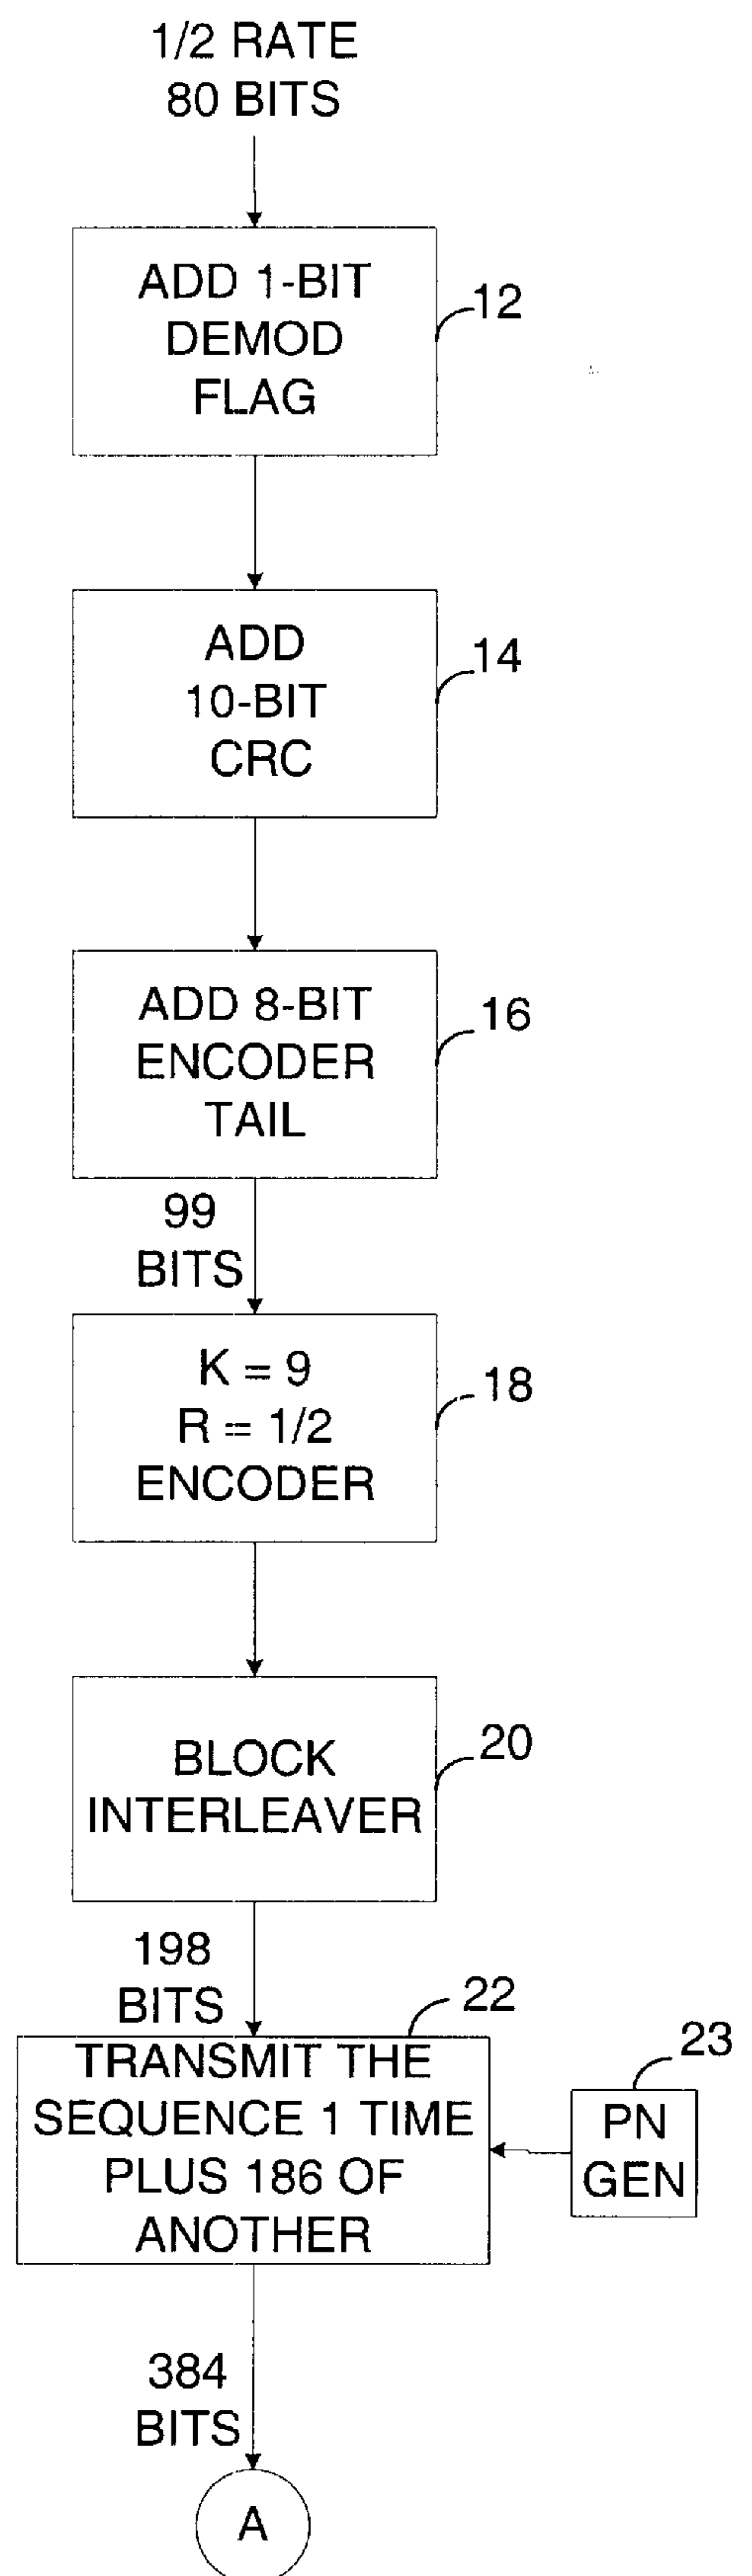 1/2 RATE
80 BITS
ADD 1-BIT
DEMOD
FLAG
12
ADD
10-BIT
CRC
14
ADD 8-BIT
ENCODER
TAIL
16
99
BITS
K = 9
R = 1/2
ENCODER
18
BLOCK
INTERLEAVER
20
198
BITS
22
TRANSMIT THE
SEQUENCE 1 TIME
PLUS 186 OF
ANOTHER
23
PN
GEN
384
BITS
A